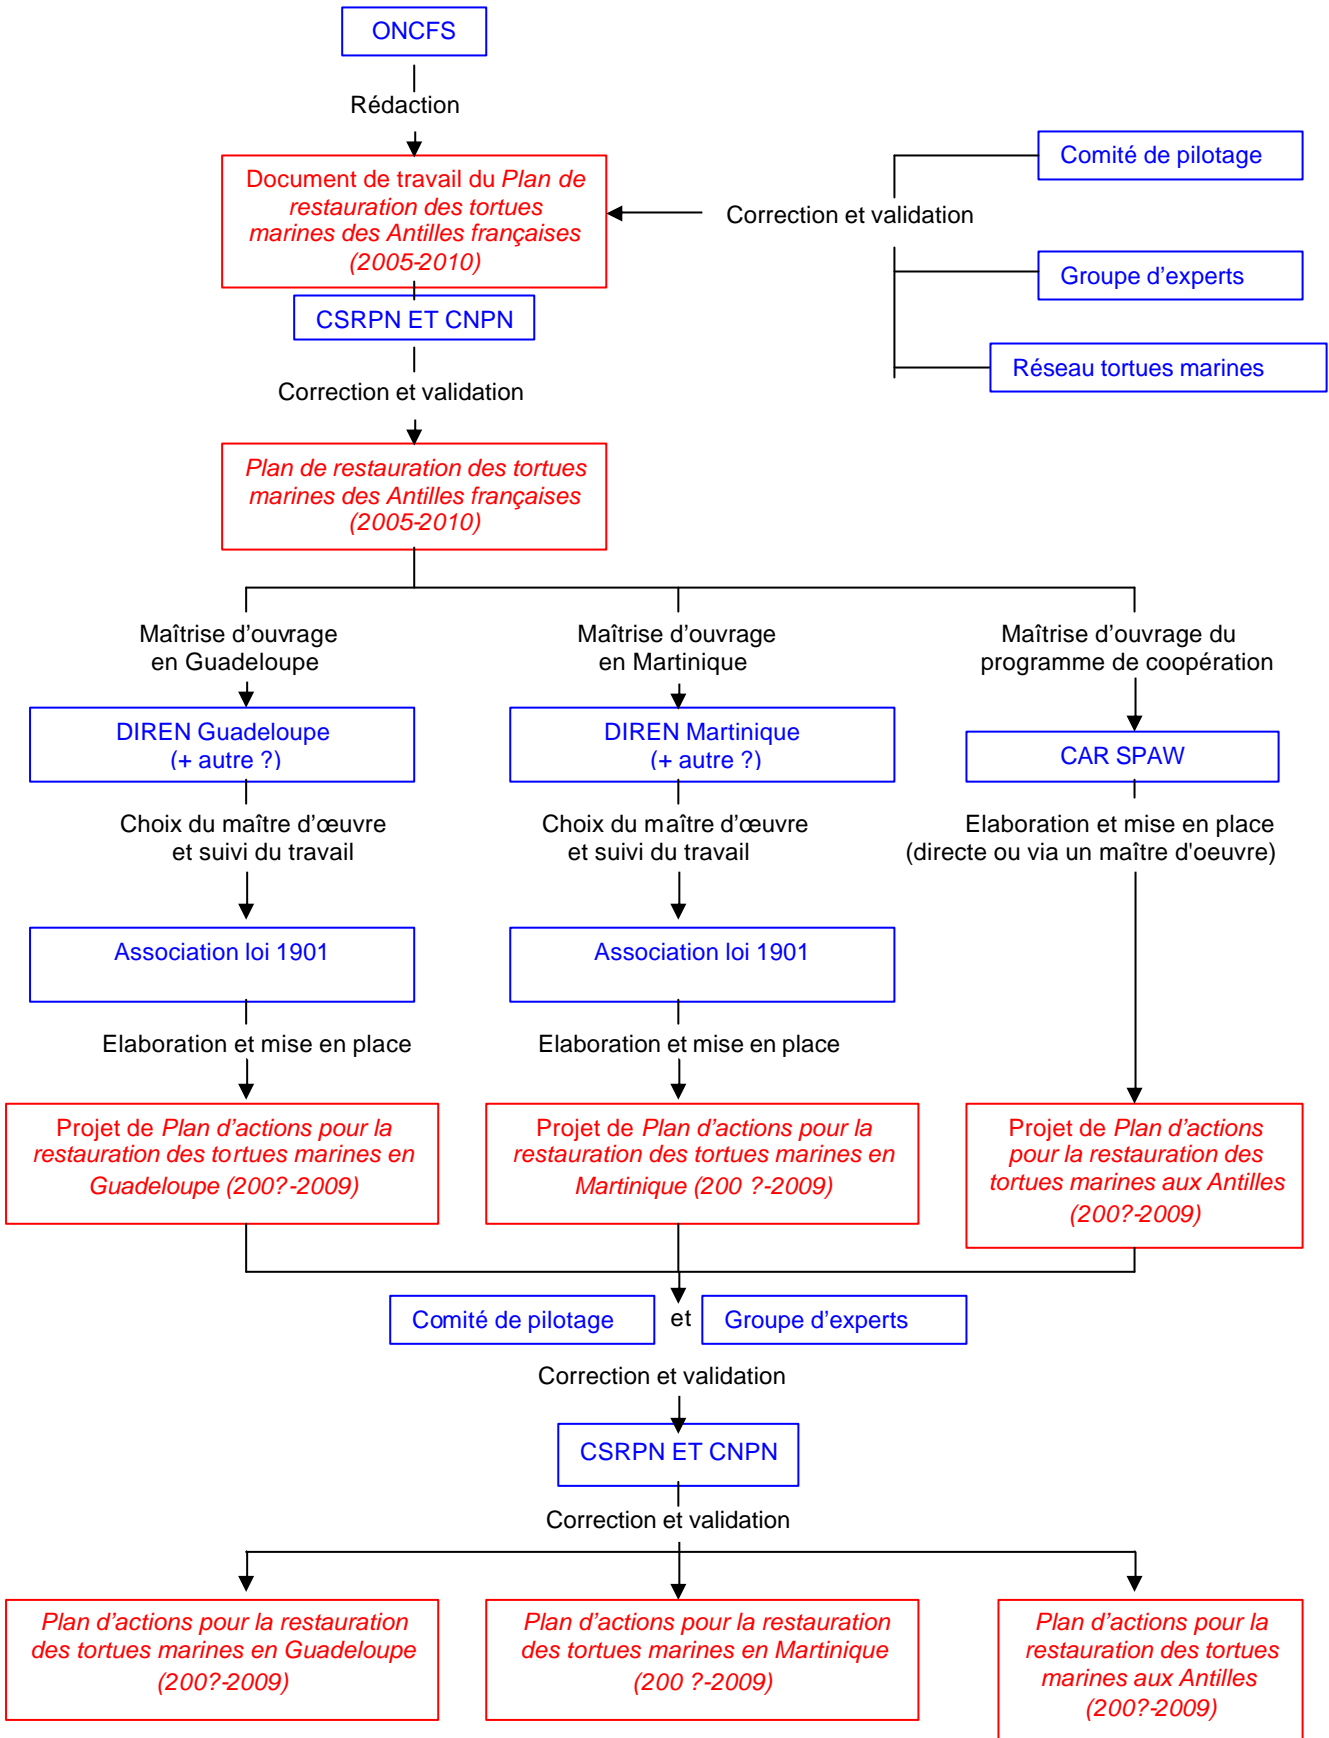 ONCFS
Rédaction
Document de travail du Plan de
restauration des tortues
marines des Antilles françaises
(2005-2010)
Correction et validation
Comité de pilotage
Groupe d'experts
Réseau tortues marines
CSRPN ET CNPN
Correction et validation
Plan de restauration des tortues
marines des Antilles françaises
(2005-2010)
Maîtrise d'ouvrage
en Guadeloupe
Maîtrise d'ouvrage
en Martinique
Maîtrise d'ouvrage du
programme de coopération
DIREN Guadeloupe
(+ autre ?)
DIREN Martinique
(+ autre ?)
CAR SPAW
Choix du maître d'œuvre
et suivi du travail
Choix du maître d'œuvre
et suivi du travail
Elaboration et mise en place
(directe ou via un maître d'oeuvre)
Association loi 1901
Association loi 1901
Elaboration et mise en place
Elaboration et mise en place
Projet de Plan d'actions pour la
restauration des tortues marines en
Guadeloupe (200?-2009)
Projet de Plan d'actions pour la
restauration des tortues marines en
Martinique (200 ?-2009)
Projet de Plan d'actions
pour la restauration des
tortues marines aux Antilles
(200?-2009)
Comité de pilotage
et
Groupe d'experts
Correction et validation
CSRPN ET CNPN
Correction et validation
Plan d'actions pour la restauration
des tortues marines en Guadeloupe
(200?-2009)
Plan d'actions pour la restauration
des tortues marines en Martinique
(200 ?-2009)
Plan d'actions pour la
restauration des tortues
marines aux Antilles
(200?-2009)